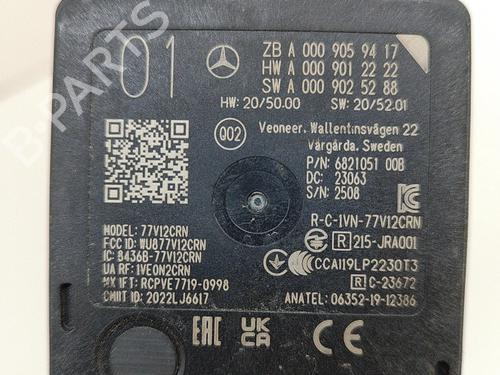 01
ZB A 000 905 94 17
HW A 000 901 22 22
SW A 000 902 52 88
HW: 20/50.00 SW: 20/52.01
Q02
Veoneer. Wallentinsvägen 22
Vårgårda. Sweden
P/N: 6821051 00B
DC: 23063
S/N: 2508
MODEL: 77V12CRN
FCC ID: WU877V12CRN
IC: 8436B-77V12CRN
UA RF: 1VEON2CRN
MX IFT: RCPVE7719-0998
CMIIT ID: 2022LJ6617
R-C-1VN-77V12CRN
R 215-JRA001
CCAI19LP2230T3
R C-23672
ANATEL: 06352-19-12386
EAC UK CA CE
B-PARTS